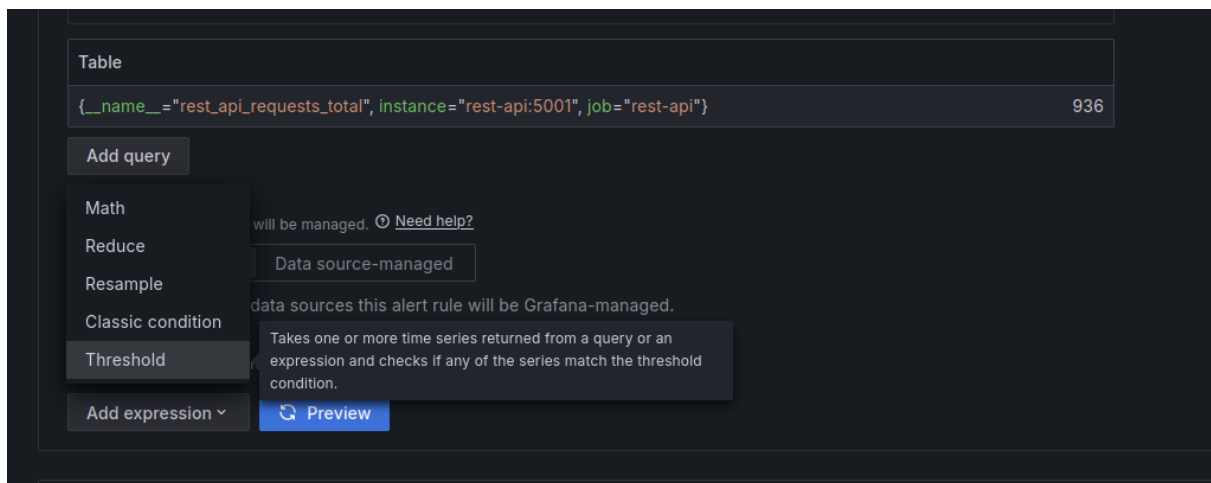 Table
{__name__="rest_api_requests_total", instance="rest-api:5001", job="rest-api"} 936
Add query
Math
will be managed. Need help?
Reduce
Data source-managed
Resample
data sources this alert rule will be Grafana-managed.
Classic condition
Threshold
Takes one or more time series returned from a query or an
expression and checks if any of the series match the threshold
condition.
Add expression
Preview